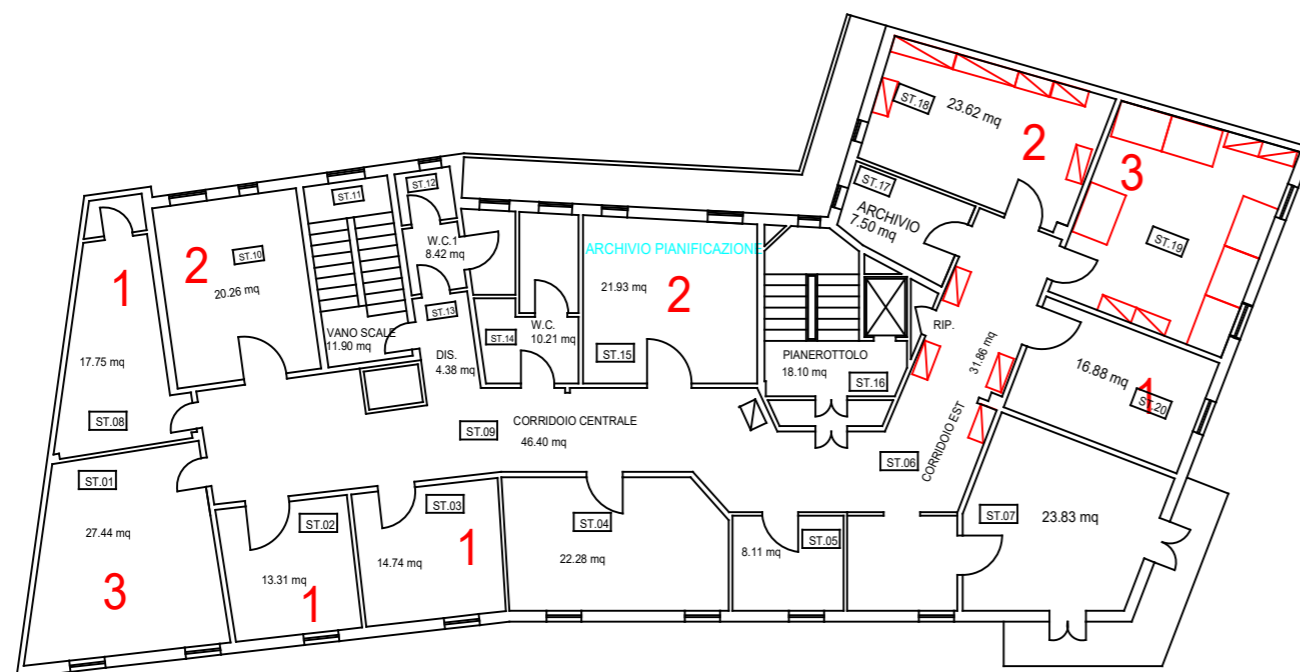 ST.18
23.62 mq
2
3
ST.17
ARCHIVIO
7.50 mq
ST.19
ST.12
ST.11
W.C.1
8.42 mq
ARCHIVIO PIANIFICAZIONE
2
ST.10
20.26 mq
1
21.93 mq
2
ST.13
VANO SCALE
11.90 mq
W.C.
10.21 mq
ST.14
RIP.
31.86 mq
17.75 mq
DIS.
4.38 mq
ST.15
PIANEROTTOLO
18.10 mq
ST.16
16.88 mq
1
ST.20
ST.08
ST.09
CORRIDOIO CENTRALE
46.40 mq
CORRIDOIO EST
ST.06
ST.01
27.44 mq
3
ST.02
13.31 mq
1
ST.03
14.74 mq
1
ST.04
22.28 mq
ST.05
8.11 mq
ST.07
23.83 mq